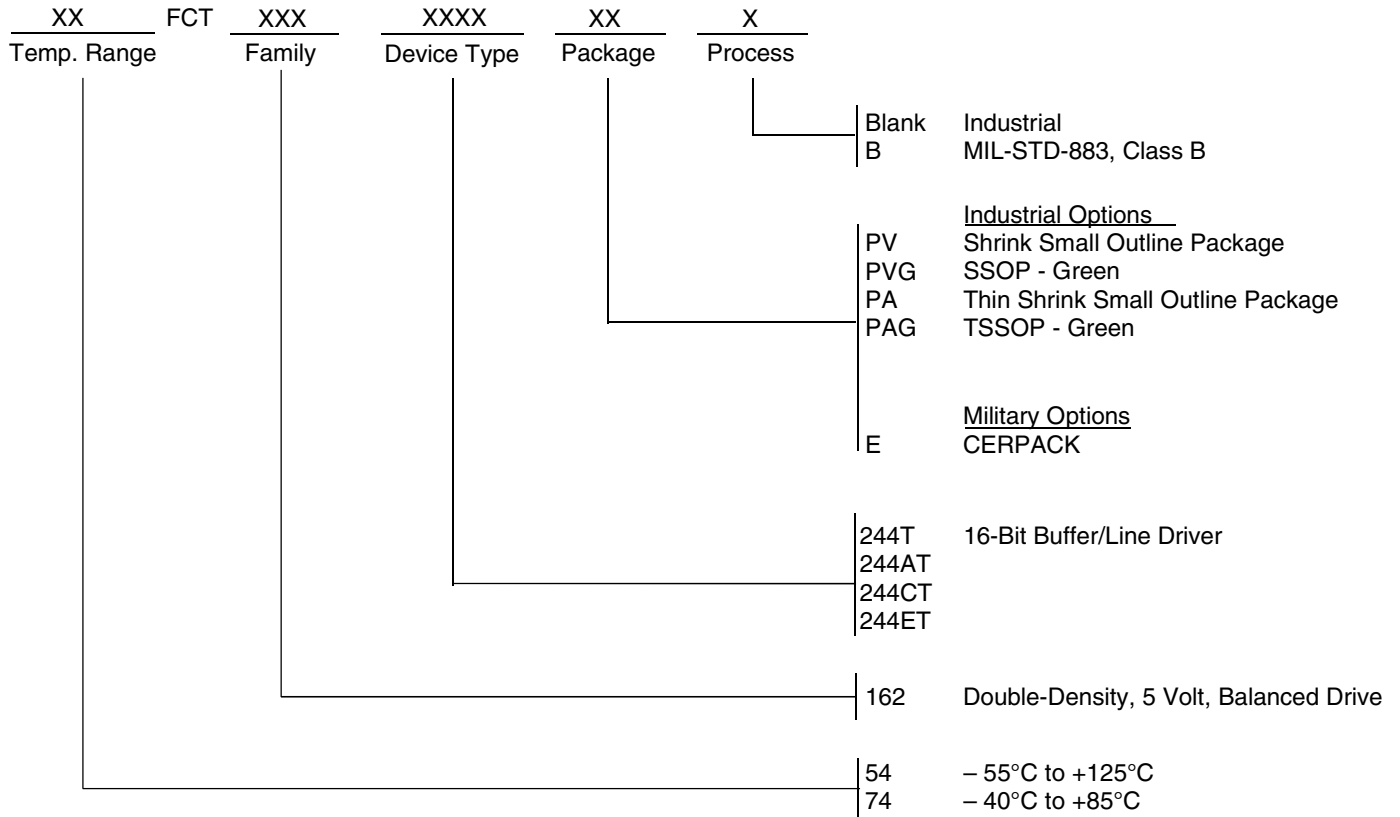 XX FCT XXX XXXX XX X
Temp. Range Family Device Type Package Process
Blank Industrial
B MIL-STD-883, Class B
Industrial Options
PV Shrink Small Outline Package
PVG SSOP - Green
PA Thin Shrink Small Outline Package
PAG TSSOP - Green
Military Options
E CERPACK
244T 16-Bit Buffer/Line Driver
244AT
244CT
244ET
162 Double-Density, 5 Volt, Balanced Drive
54 – 55°C to +125°C
74 – 40°C to +85°C